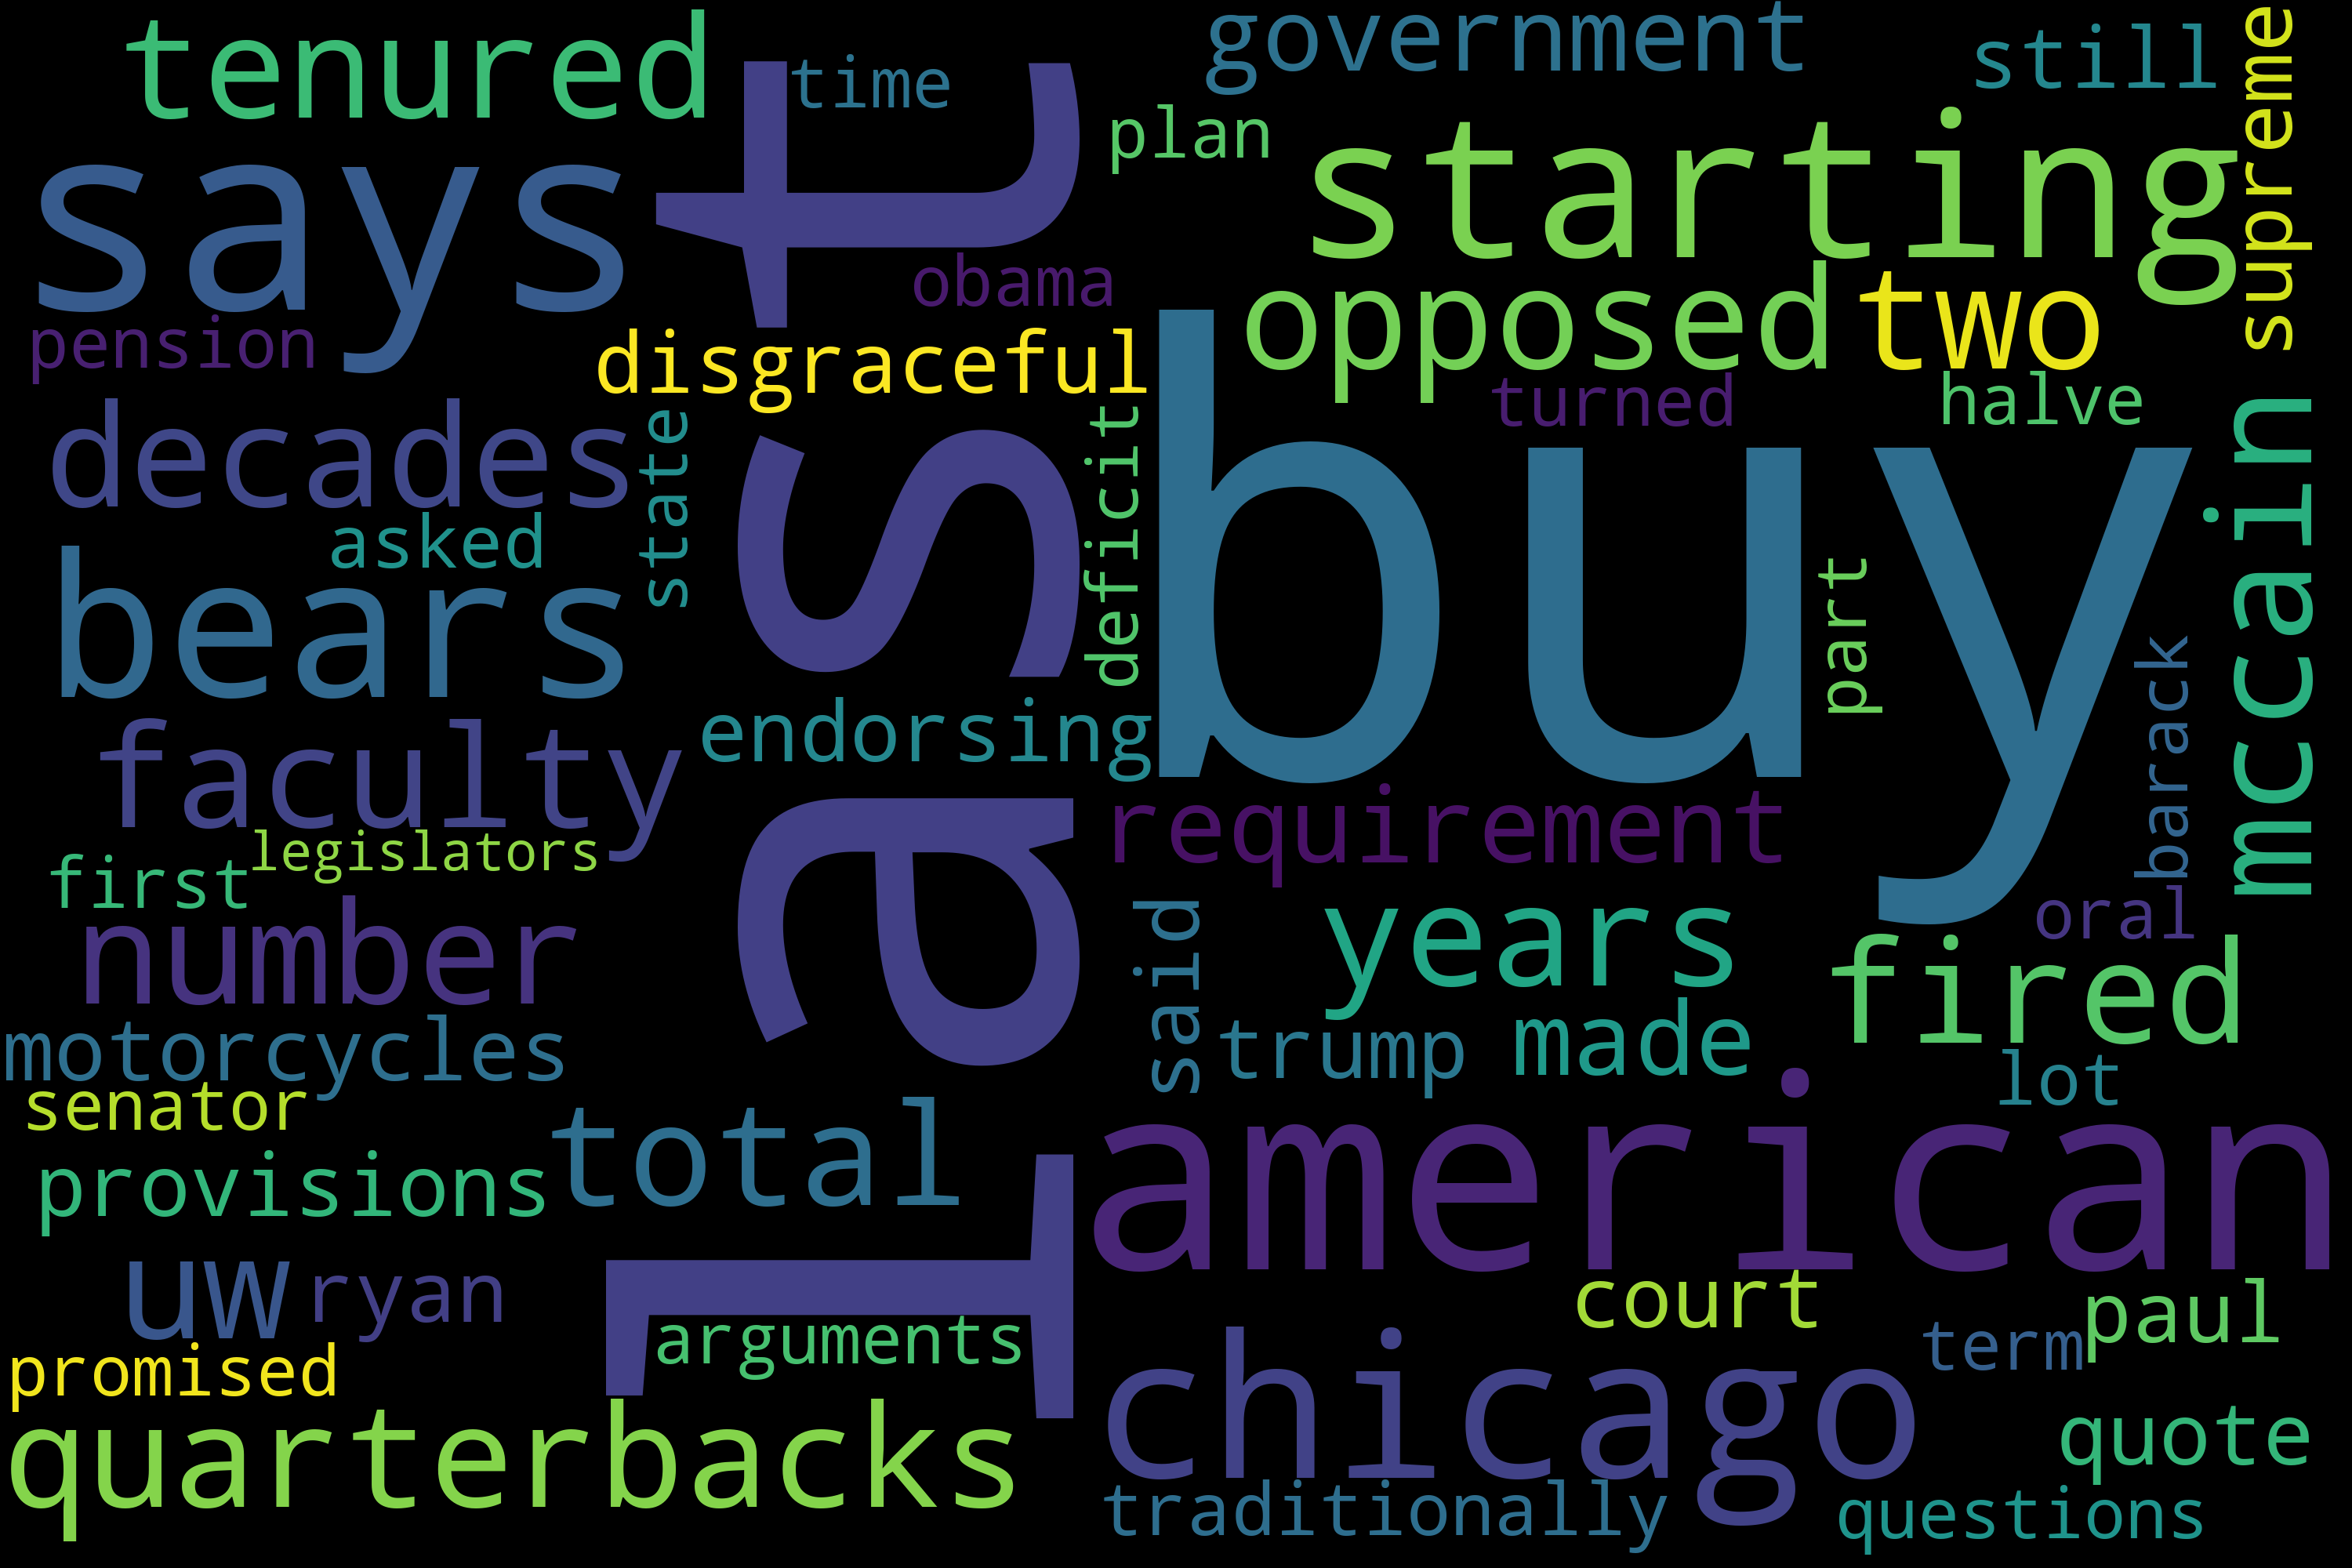 tenured
time
government
still
supreme
plan
says
starting
last
obama
opposed
two
pension
disgraceful
turned
halve
decades
state
deficit
buy
mccain
asked
bears
part
barack
faculty
endorsing
requirement
legislators
first
number
said
years
oral
fired
motorcycles
trump
made
lot
senator
total
american
provisions
uw
ryan
court
paul
arguments
term
promised
chicago
quarterbacks
quote
traditionally
questions